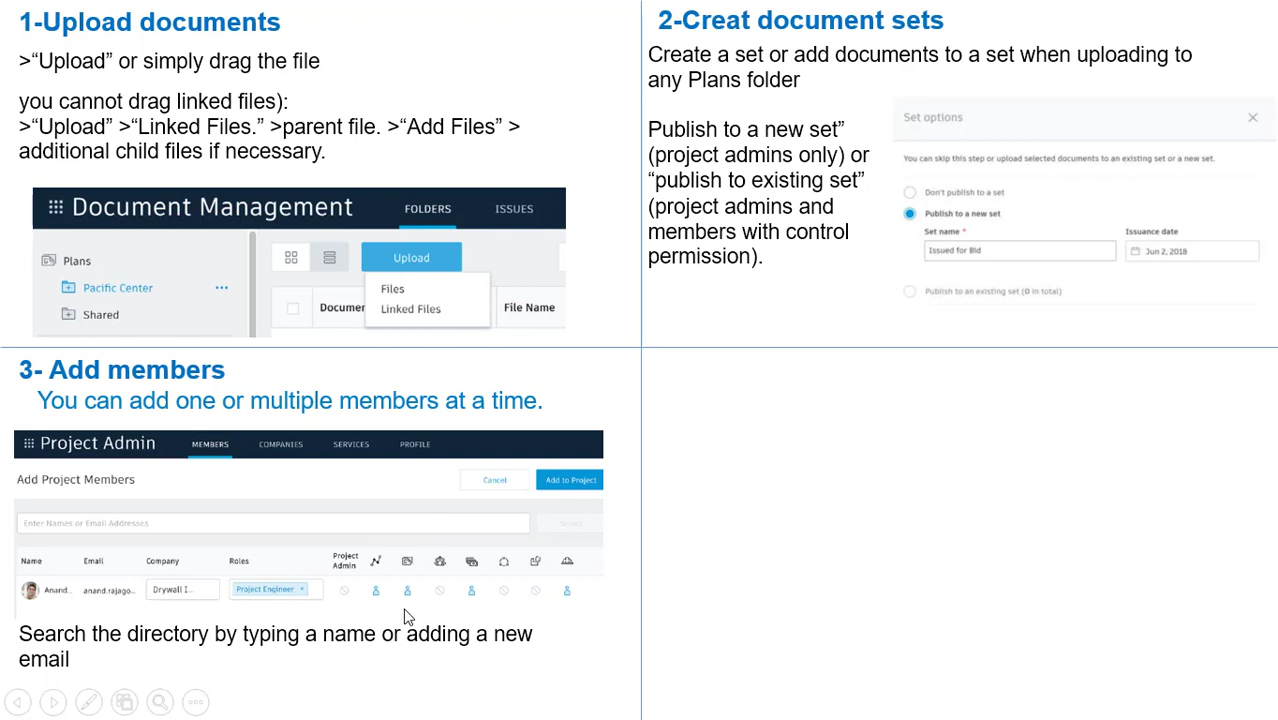 1-Upload documents
>“Upload” or simply drag the file
you cannot drag linked files):
>“Upload” >“Linked Files.” >parent file. >“Add Files” >
additional child files if necessary.
Document Management
FOLDERS
ISSUES
Plans
Pacific Center
Shared
Upload
Files
Linked Files
Documen
File Name
2-Creat document sets
Create a set or add documents to a set when uploading to
any Plans folder
Publish to a new set”
(project admins only) or
“publish to existing set”
(project admins and
members with control
permission).
Set options
You can skip this step or upload selected documents to an existing set or a new set.
Don't publish to a set
Publish to a new set
Set name *
Issuance date
Issued for Bid
Jun 2, 2018
Publish to an existing set (0 in total)
3- Add members
You can add one or multiple members at a time.
Project Admin
MEMBERS
COMPANIES
SERVICES
PROFILE
Add Project Members
Cancel
Add to Project
Enter Names or Email Addresses
Name
Email
Company
Roles
Project
Admin
Anand..
anand.rajago..
Drywall I...
Project Engineer
Search the directory by typing a name or adding a new
email